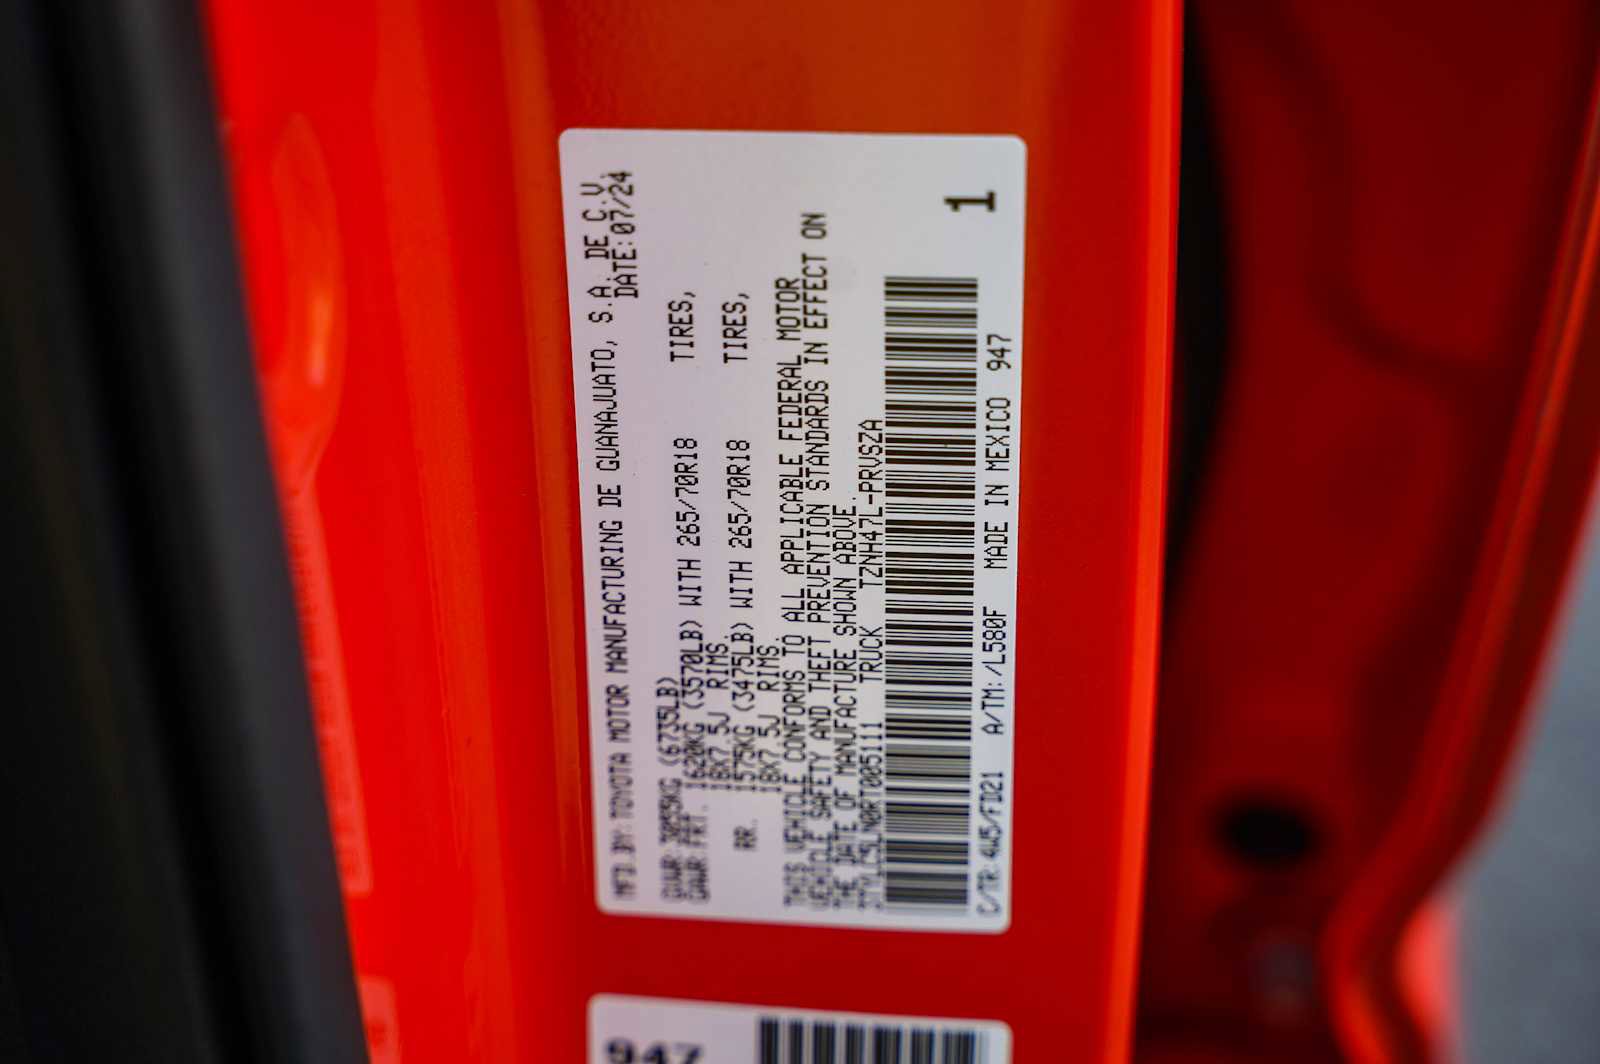 MFD.BY:TOYOTA MOTOR MANUFACTURING DE GUANAJUATO, S.A. DE C.V.
DATE:07/24
GVWR:3055KG (6735LB)
GAWR:FRT. 1620KG (3570LB) WITH 265/70R18 TIRES,
18X7.5J RIMS.
RR. 1575KG (3475LB) WITH 265/70R18 TIRES,
18X7.5J RIMS.
THIS VEHICLE CONFORMS TO ALL APPLICABLE FEDERAL MOTOR
VEHICLE SAFETY AND THEFT PREVENTION STANDARDS IN EFFECT ON
THE DATE OF MANUFACTURE SHOWN ABOVE.
3TYLC5LN0RT005111 TRUCK TZNH47L-PRVSZA
1
C/TR:4W5/FD21 A/TM:/L580F MADE IN MEXICO 947
947